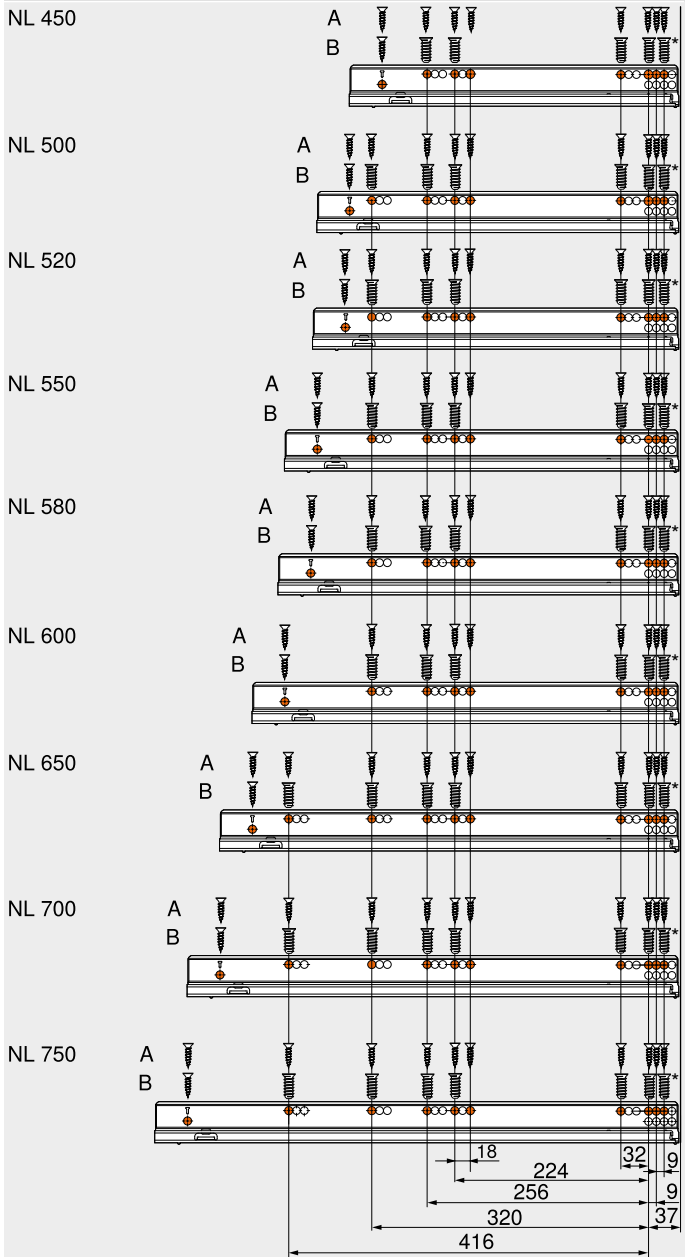 NL 450 A
B *
NL 500 A
B *
NL 520 A
B *
NL 550 A
B *
NL 580 A
B *
NL 600 A
B *
NL 650 A
B *
NL 700 A
B *
NL 750 A
B *
18 32 9
224
256 9
320 37
416